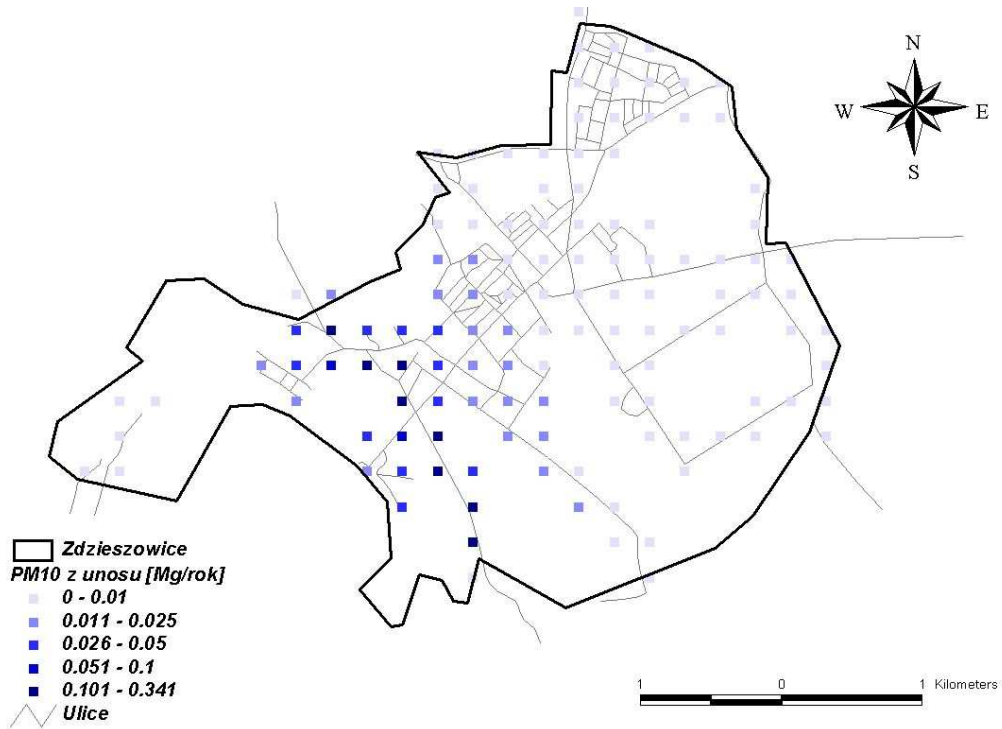 N
W E
S
Zdzieszowice
PM10 z unosu [Mg/rok]
0 - 0.01
0.011 - 0.025
0.026 - 0.05
0.051 - 0.1
0.101 - 0.341
Ulice
1 0 1 Kilometers